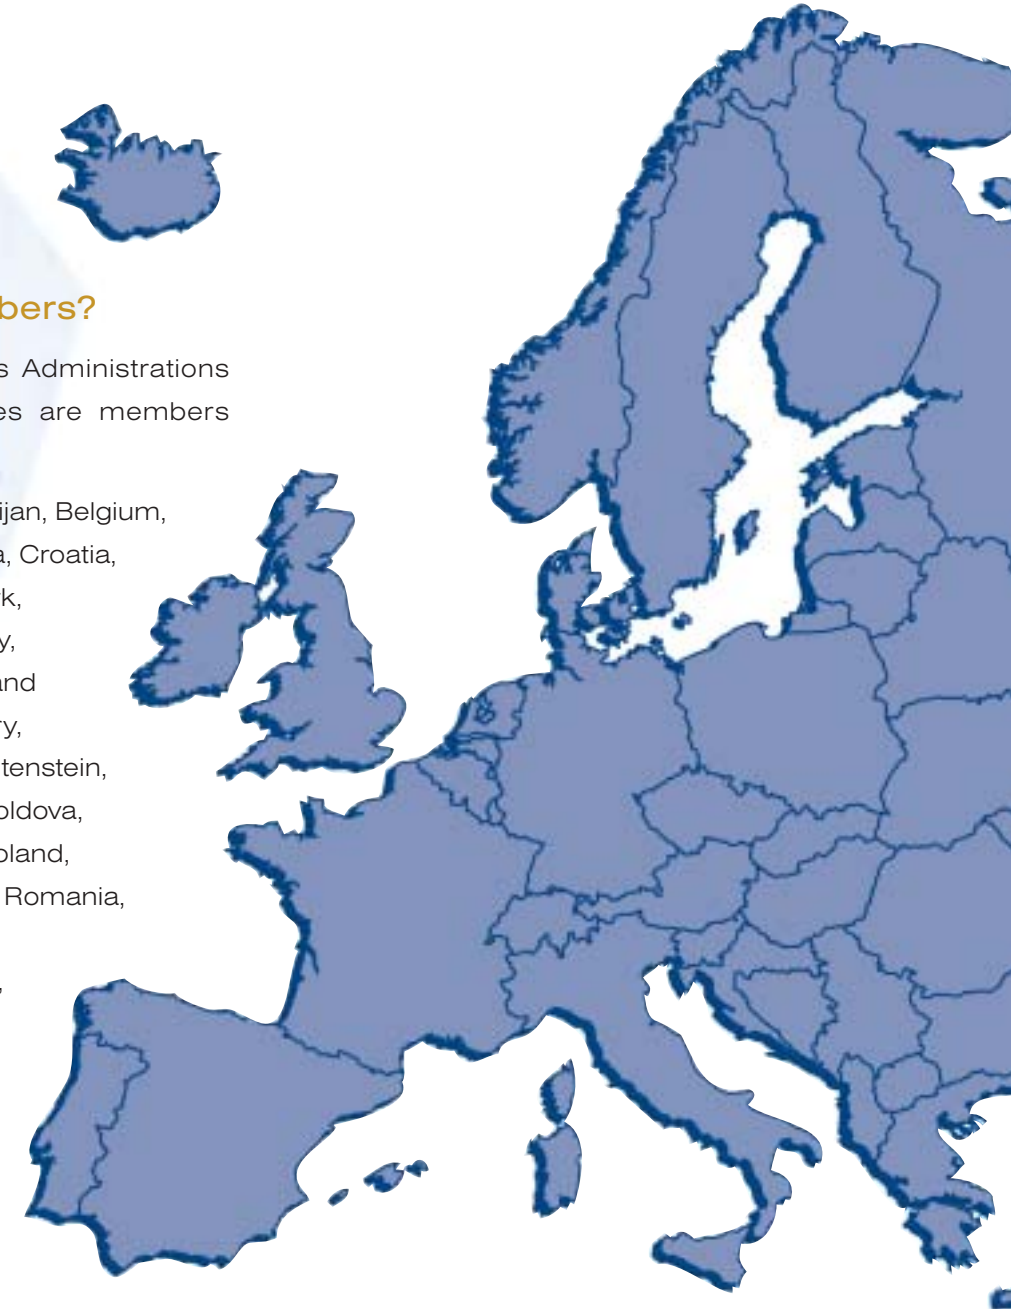 bers?
s Administrations
es are members
ijan, Belgium,
a, Croatia,
k,
y,
and
ry,
tenstein,
oldova,
oland,
Romania,
,